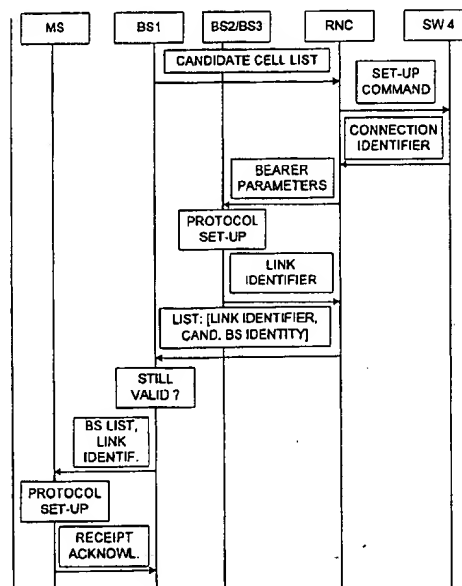 MS
BS1
BS2/BS3
RNC
SW 4
CANDIDATE CELL LIST
SET-UP
COMMAND
CONNECTION
IDENTIFIER
BEARER
PARAMETERS
PROTOCOL
SET-UP
LINK
IDENTIFIER
LIST: [LINK IDENTIFIER,
CAND. BS IDENTITY]
STILL
VALID ?
BS LIST,
LINK
IDENTIF.
PROTOCOL
SET-UP
RECEIPT
ACKNOWL.